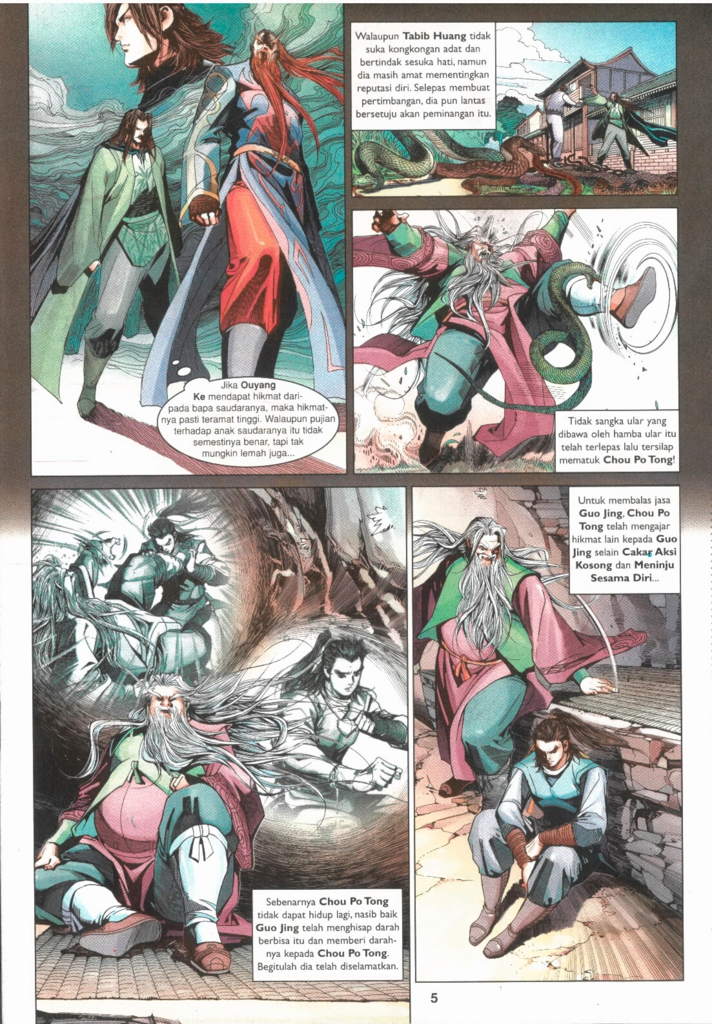 Jika Ouyang
Ke mendapat hikmat dari-
pada bapa saudaranya, maka hikmat-
nya pasti teramat tinggi. Walaupun pujian
terhadap anak saudaranya itu tidak
semestinya benar, tapi tak
mungkin lemah juga...
Walaupun Tabib Huang tidak
suka kongkongan adat dan
bertindak sesuka hati, namun
dia masih amat mementingkan
reputasi diri. Selepas membuat
pertimbangan, dia pun lantas
bersetuju akan peminangan itu.
Tidak sangka ular yang
dibawa oleh hamba ular itu
telah terlepas lalu tersilap
mematuk Chou Po Tong!
Sebenarnya Chou Po Tong
tidak dapat hidup lagi, nasib baik
Guo Jing telah menghisap darah
berbisa itu dan memberi darah-
nya kepada Chou Po Tong.
Begitulah dia telah diselamatkan.
Untuk membalas jasa
Guo Jing, Chou Po
Tong telah mengajar
hikmat lain kepada Guo
Jing selain Cakar Aksi
Kosong dan Meninju
Sesama Diri...
5